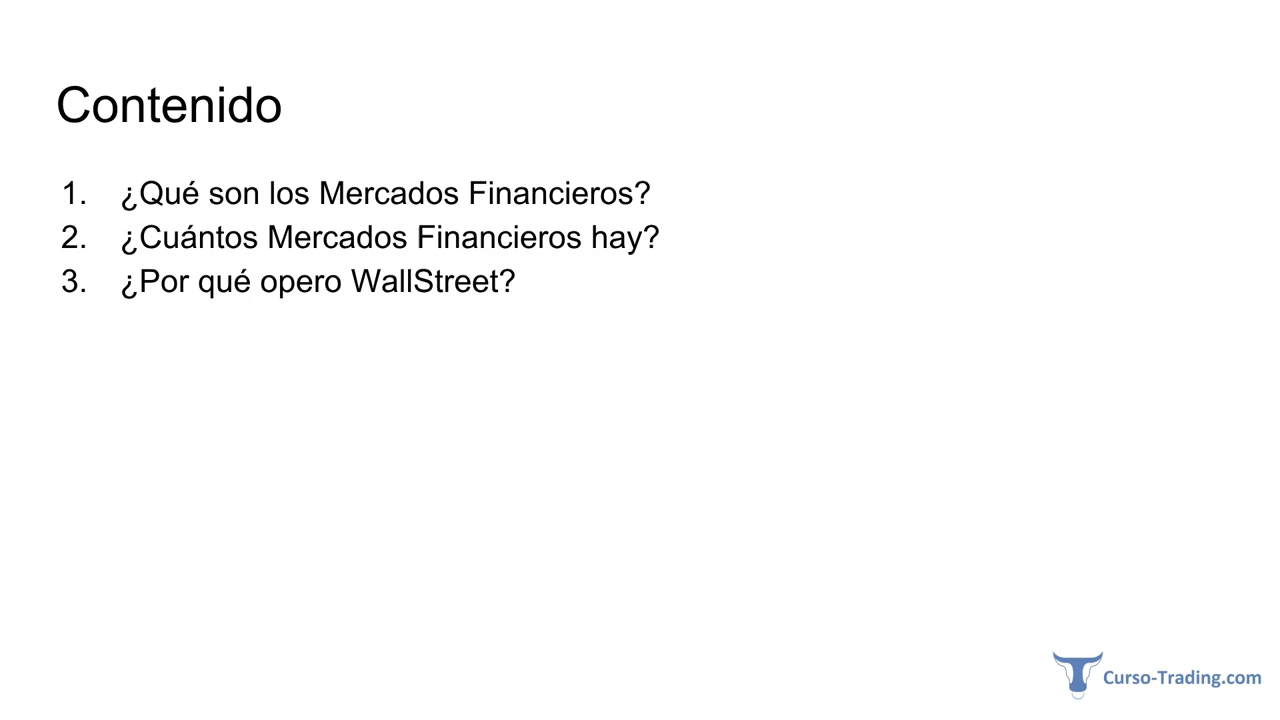 Contenido
1. ¿Qué son los Mercados Financieros?
2. ¿Cuántos Mercados Financieros hay?
3. ¿Por qué opero WallStreet?
Curso-Trading.com